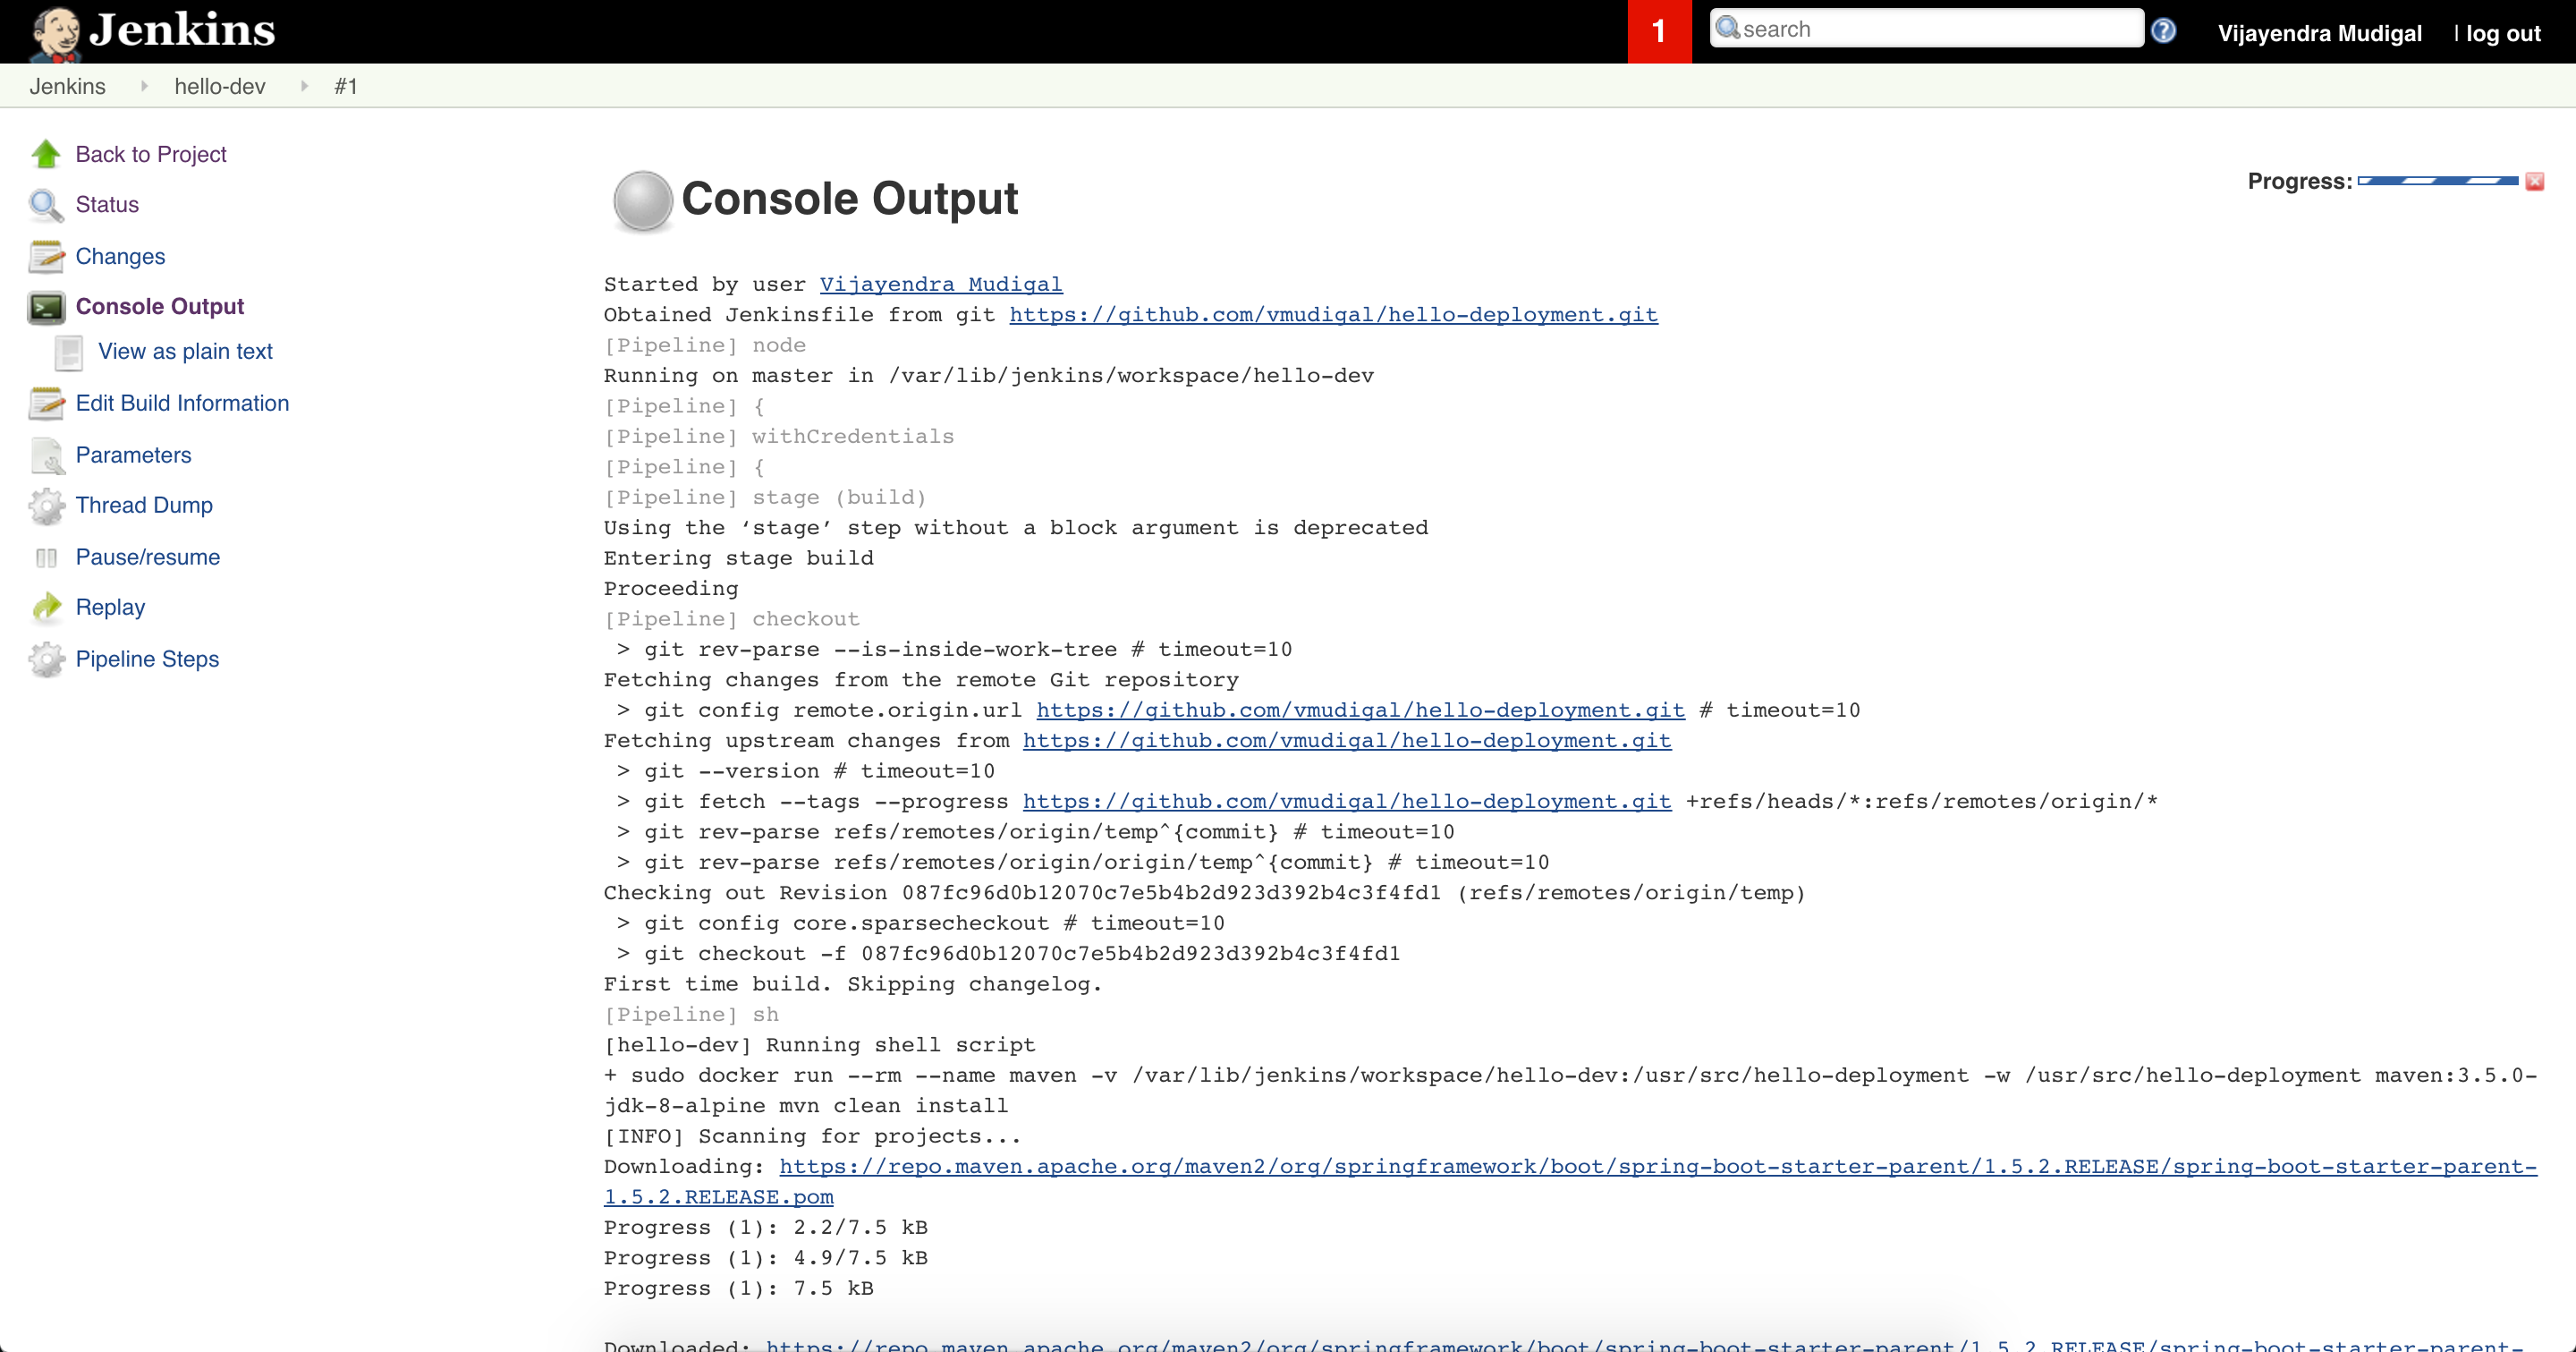 Jenkins
1
search
Vijayendra Mudigal | log out
Jenkins hello-dev #1
Back to Project
Status
Changes
Console Output
View as plain text
Edit Build Information
Parameters
Thread Dump
Pause/resume
Replay
Pipeline Steps
Console Output
Progress:
Started by user Vijayendra Mudigal
Obtained Jenkinsfile from git https://github.com/vmudigal/hello-deployment.git
[Pipeline] node
Running on master in /var/lib/jenkins/workspace/hello-dev
[Pipeline] {
[Pipeline] withCredentials
[Pipeline] {
[Pipeline] stage (build)
Using the ‘stage’ step without a block argument is deprecated
Entering stage build
Proceeding
[Pipeline] checkout
 > git rev-parse --is-inside-work-tree # timeout=10
Fetching changes from the remote Git repository
 > git config remote.origin.url https://github.com/vmudigal/hello-deployment.git # timeout=10
Fetching upstream changes from https://github.com/vmudigal/hello-deployment.git
 > git --version # timeout=10
 > git fetch --tags --progress https://github.com/vmudigal/hello-deployment.git +refs/heads/*:refs/remotes/origin/*
 > git rev-parse refs/remotes/origin/temp^{commit} # timeout=10
 > git rev-parse refs/remotes/origin/origin/temp^{commit} # timeout=10
Checking out Revision 087fc96d0b12070c7e5b4b2d923d392b4c3f4fd1 (refs/remotes/origin/temp)
 > git config core.sparsecheckout # timeout=10
 > git checkout -f 087fc96d0b12070c7e5b4b2d923d392b4c3f4fd1
First time build. Skipping changelog.
[Pipeline] sh
[hello-dev] Running shell script
+ sudo docker run --rm --name maven -v /var/lib/jenkins/workspace/hello-dev:/usr/src/hello-deployment -w /usr/src/hello-deployment maven:3.5.0-
jdk-8-alpine mvn clean install
[INFO] Scanning for projects...
Downloading: https://repo.maven.apache.org/maven2/org/springframework/boot/spring-boot-starter-parent/1.5.2.RELEASE/spring-boot-starter-parent-
1.5.2.RELEASE.pom
Progress (1): 2.2/7.5 kB
Progress (1): 4.9/7.5 kB
Progress (1): 7.5 kB
Downloaded: https://repo.maven.apache.org/maven2/org/springframework/boot/spring-boot-starter-parent/1.5.2.RELEASE/spring-boot-starter-parent-